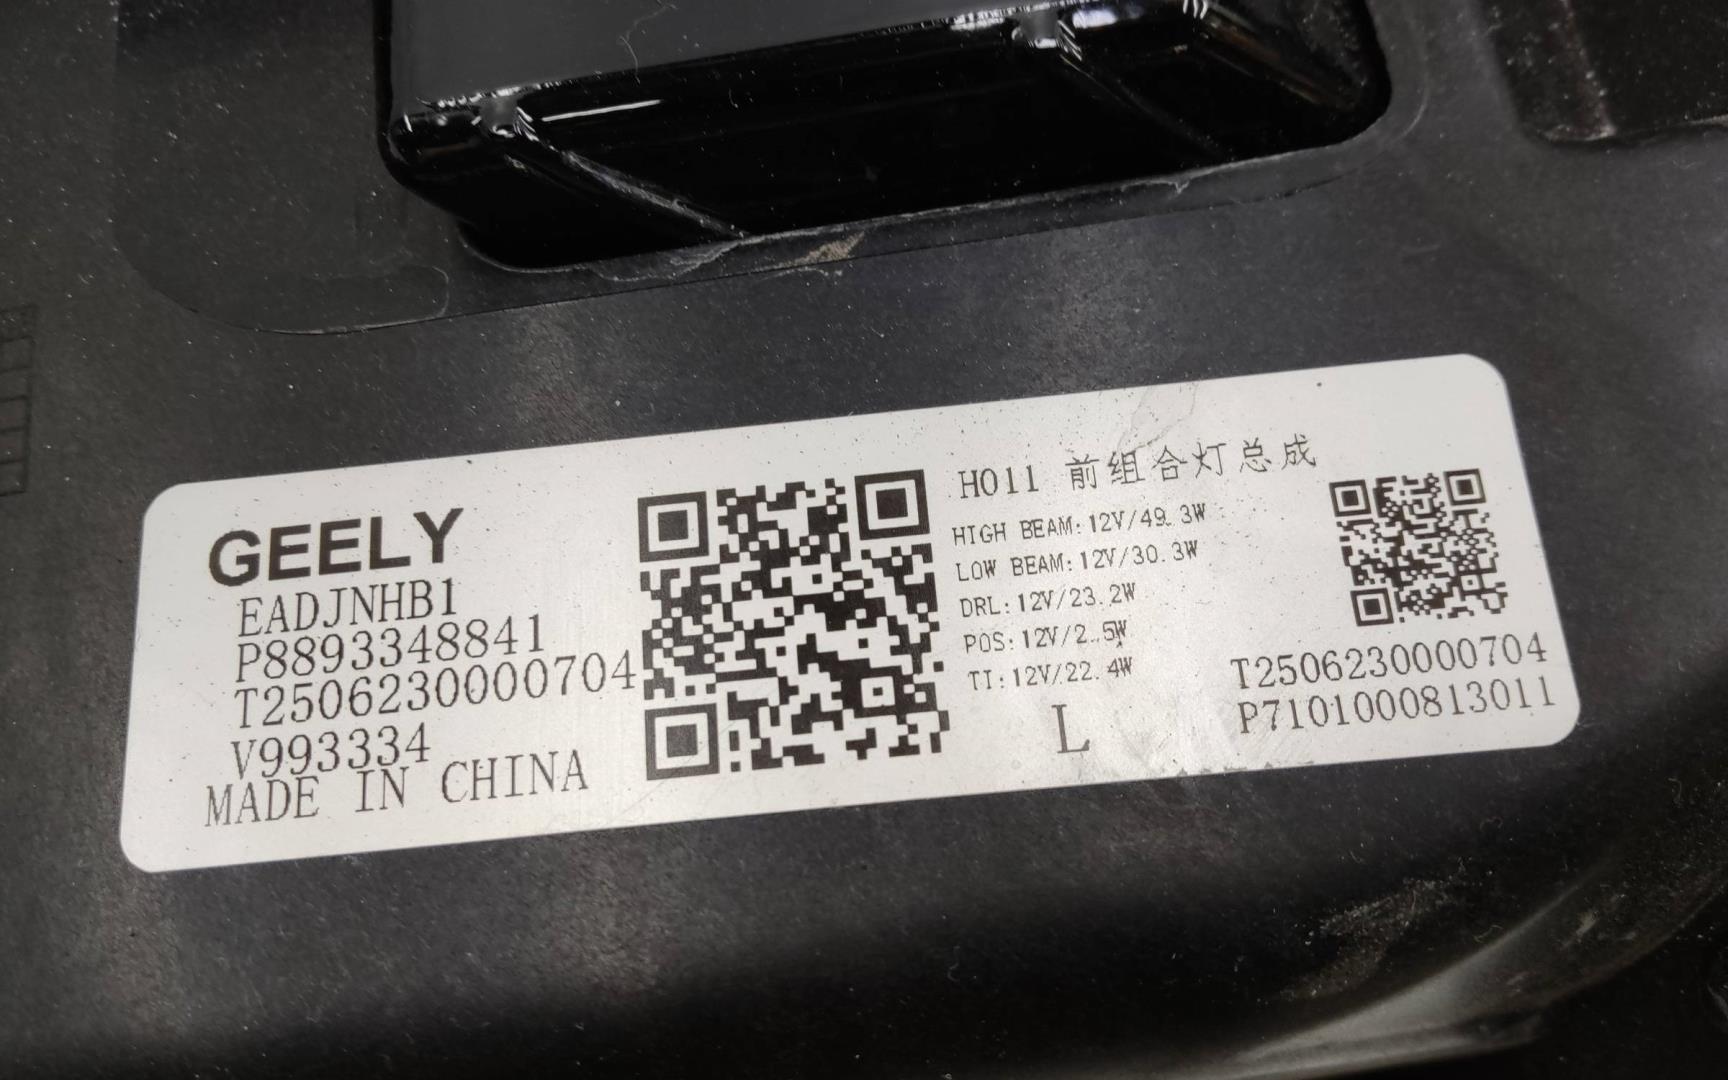 GEELY
EADJNHB1
P8893348841
T2506230000704
V993334
MADE IN CHINA
H011 前组合灯总成
HIGH BEAM:12V/49.3W
LOW BEAM:12V/30.3W
DRL:12V/23.2W
POS:12V/2.5W
TI:12V/22.4W
L
T2506230000704
P7101000813011